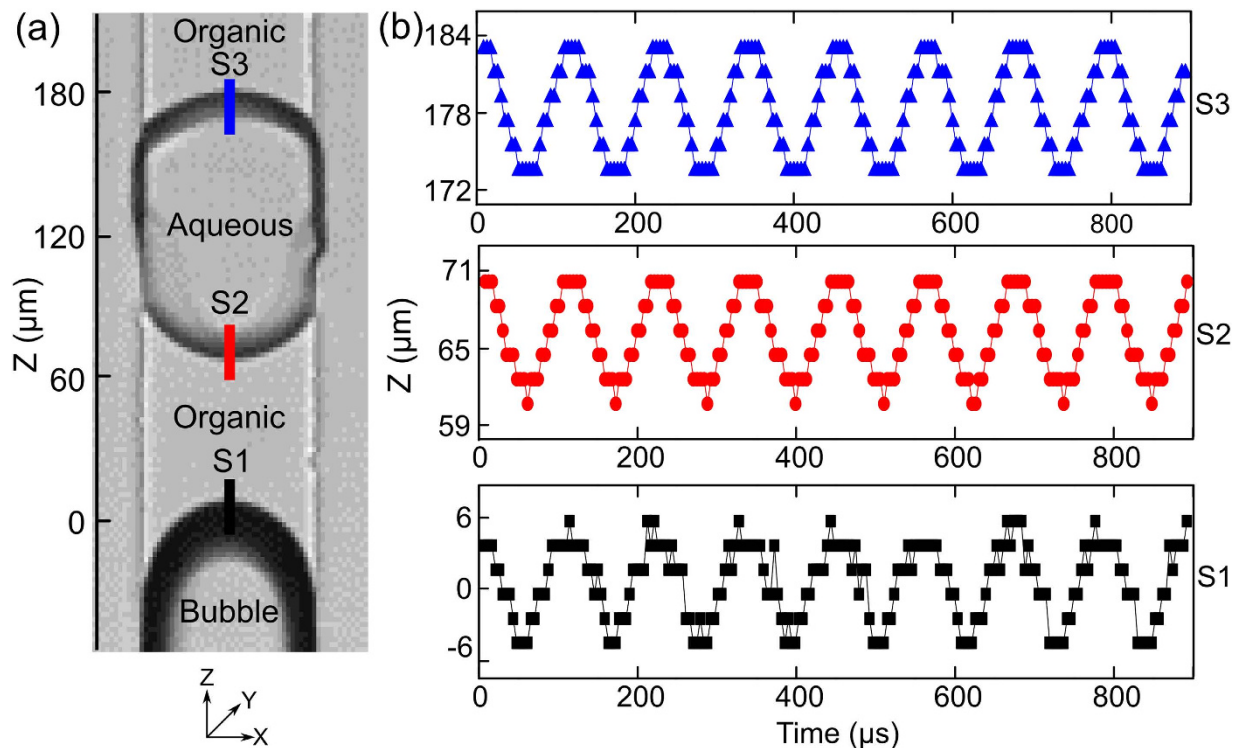 (a)
Organic
S3
180
Aqueous
120
S2
Z (µm)
60
Organic
S1
0
Bubble
Z
Y
X
(b)
184
178
172
0 200 400 600 800
S3
71
65
59
0 200 400 600 800
S2
Z (µm)
6
0
-6
0 200 400 600 800
S1
Time (µs)